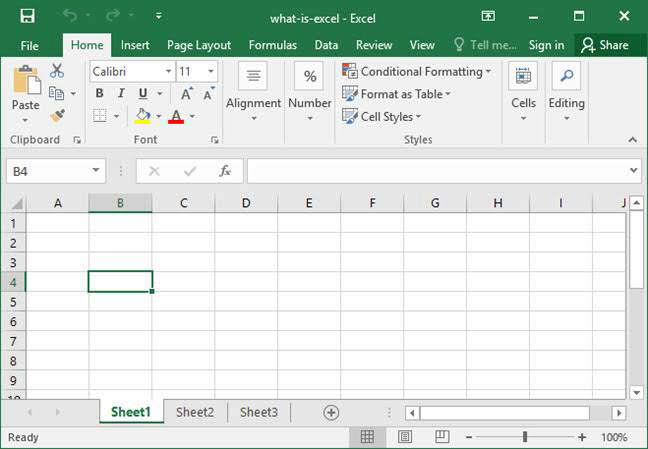 what-is-excel - Excel
File Home Insert Page Layout Formulas Data Review View Tell me... Sign in Share
Paste
Calibri 11
B I U A A
A
Alignment
%
Number
Conditional Formatting
Format as Table
Cell Styles
Cells
Editing
Clipboard Font Styles
B4 fx
A B C D E F G H I J
1
2
3
4
5
6
7
8
9
Sheet1 Sheet2 Sheet3
Ready 100%